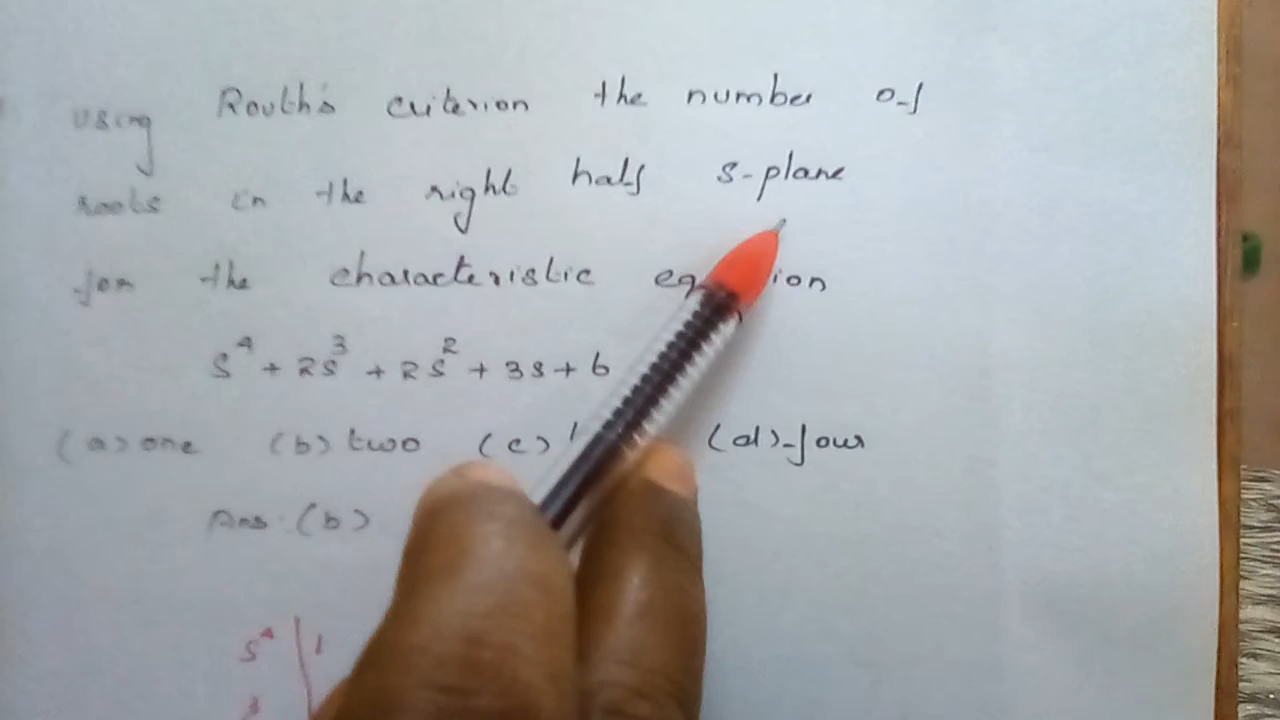 using Routh's criterion the number of
roots in the right half s-plane
for the characteristic
s⁴ + 2s³ + 2s² + 3s + 6
(a) one (b) two (c) (d) four
Ans: (b)
s⁴ 1
3